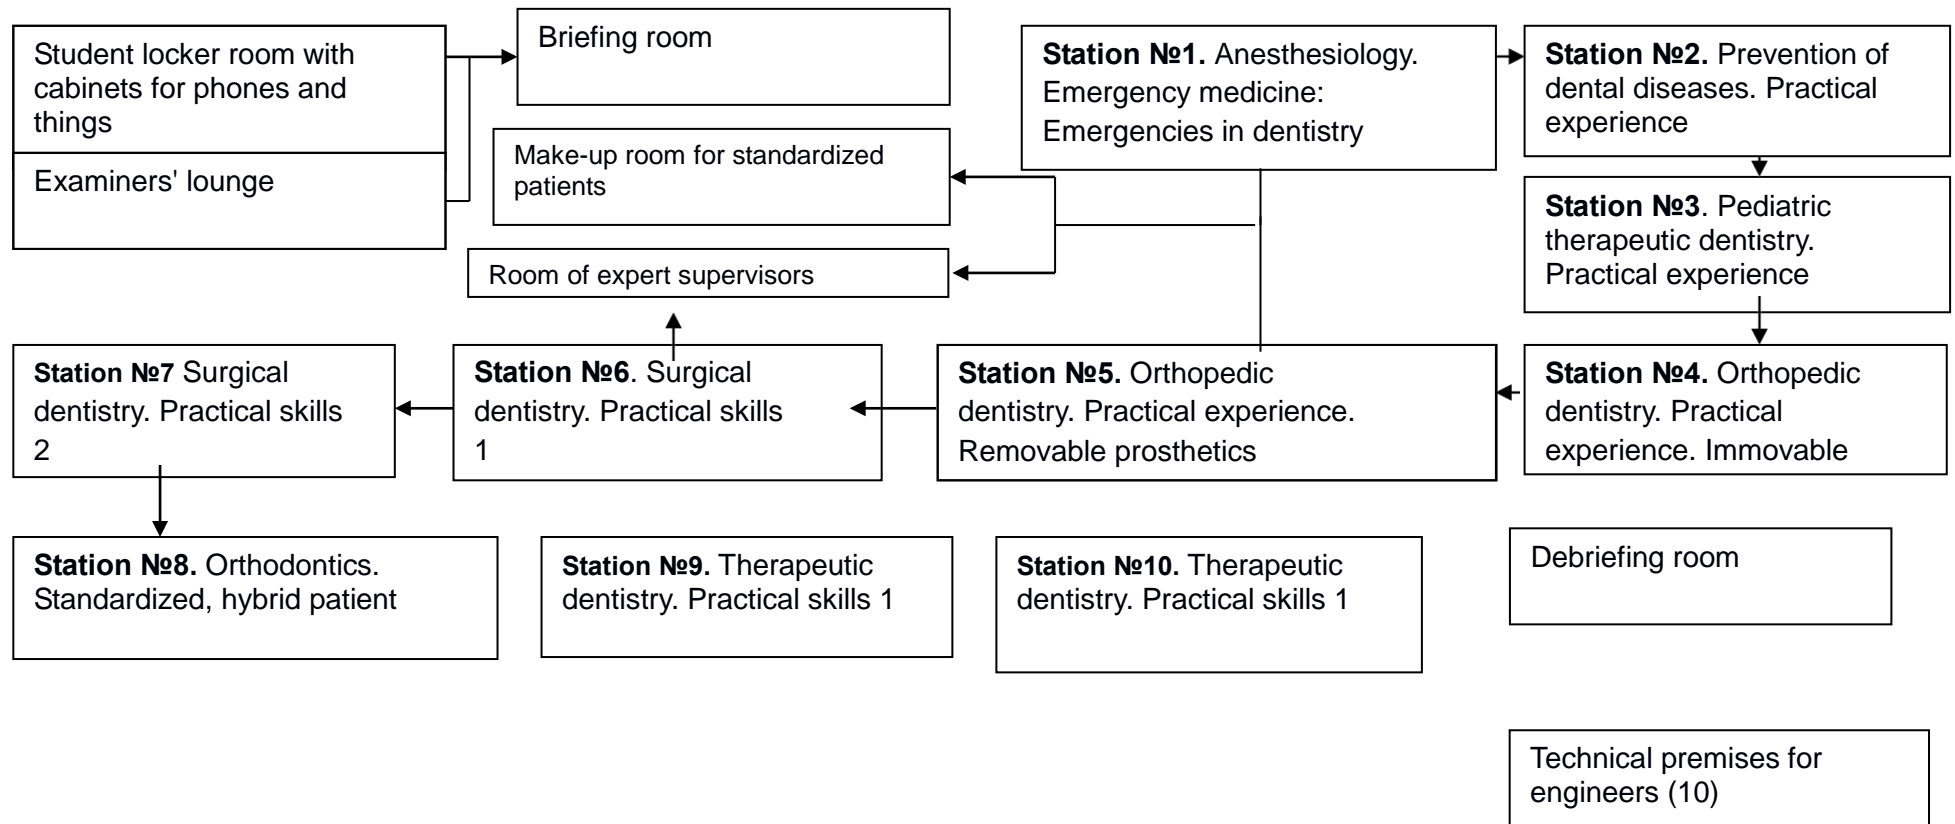 Student locker room with
cabinets for phones and
things
Examiners' lounge
Briefing room
Make-up room for standardized
patients
Room of expert supervisors
Station №1. Anesthesiology.
Emergency medicine:
Emergencies in dentistry
Station №2. Prevention of
dental diseases. Practical
experience
Station №3. Pediatric
therapeutic dentistry.
Practical experience
Station №7 Surgical
dentistry. Practical skills
2
Station №6. Surgical
dentistry. Practical skills
1
Station №5. Orthopedic
dentistry. Practical experience.
Removable prosthetics
Station №4. Orthopedic
dentistry. Practical
experience. Immovable
Station №8. Orthodontics.
Standardized, hybrid patient
Station №9. Therapeutic
dentistry. Practical skills 1
Station №10. Therapeutic
dentistry. Practical skills 1
Debriefing room
Technical premises for
engineers (10)